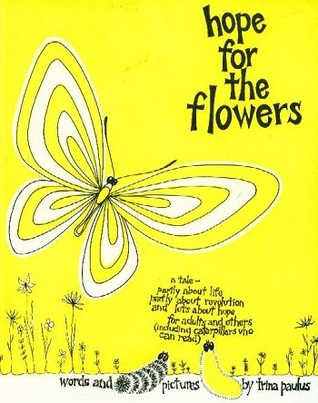 hope
for
the
flowers
a tale -
partly about life
partly about revolution
and lots about hope
for adults and others
(including caterpillars who
can read)
words and pictures by trina paulus